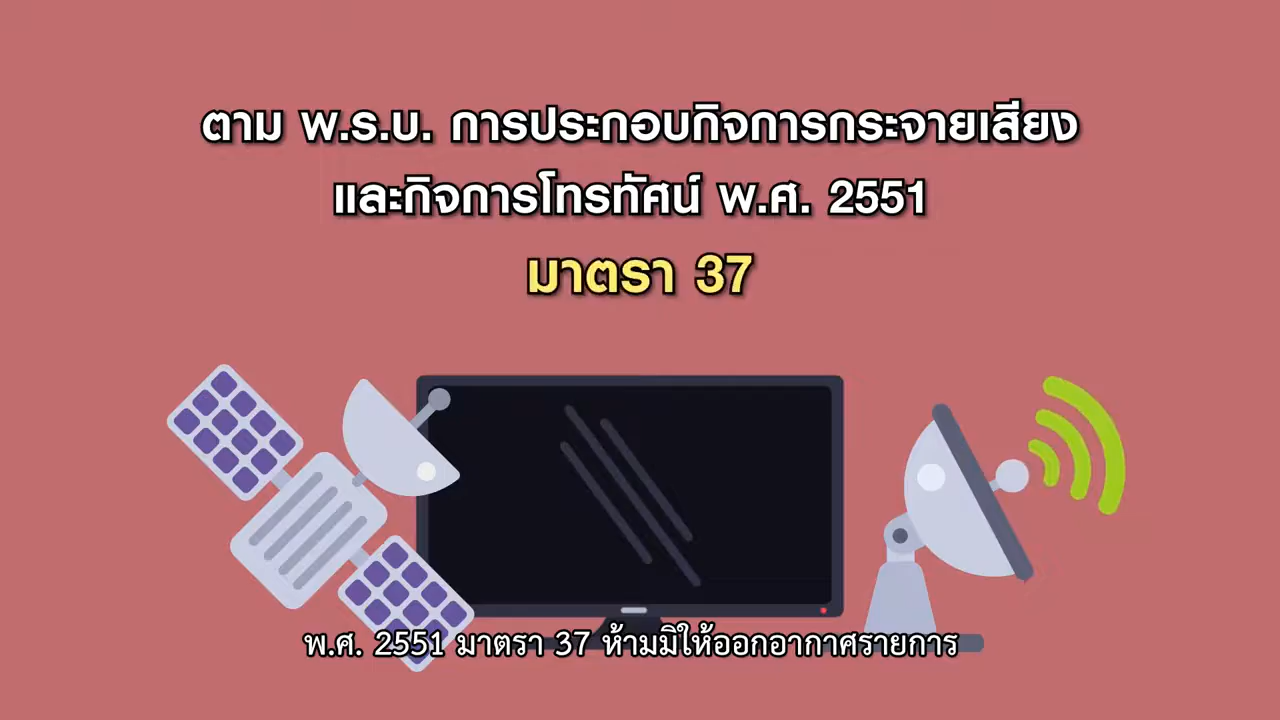 ตาม พ.ร.บ. การประกอบกิจการกระจายเสียง
และกิจการโทรทัศน์ พ.ศ. 2551
มาตรา 37
พ.ศ. 2551 มาตรา 37 ห้ามมิให้ออกอากาศรายการ